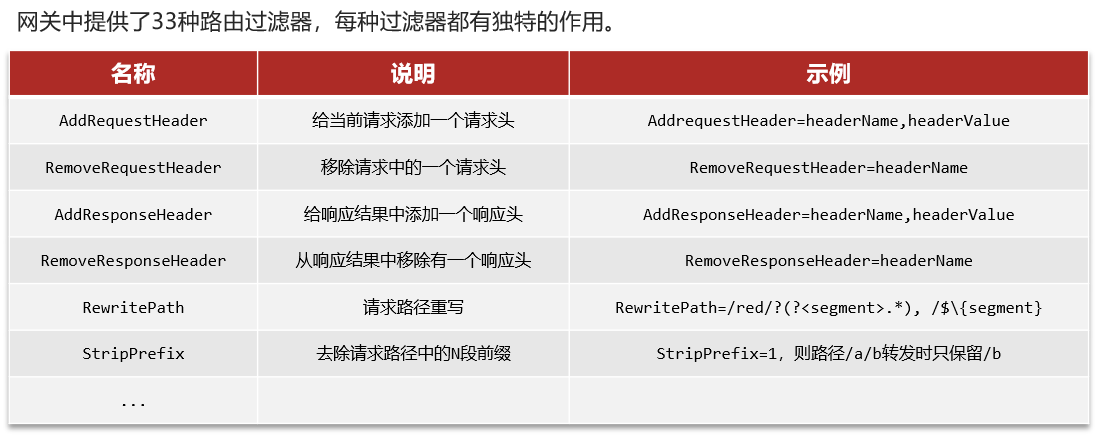 网关中提供了33种路由过滤器，每种过滤器都有独特的作用。
名称 说明 示例
AddRequestHeader 给当前请求添加一个请求头 AddrequestHeader=headerName,headerValue
RemoveRequestHeader 移除请求中的一个请求头 RemoveRequestHeader=headerName
AddResponseHeader 给响应结果中添加一个响应头 AddResponseHeader=headerName,headerValue
RemoveResponseHeader 从响应结果中移除有一个响应头 RemoveResponseHeader=headerName
RewritePath 请求路径重写 RewritePath=/red/?(?<segment>.*), /$\{segment}
StripPrefix 去除请求路径中的N段前缀 StripPrefix=1，则路径/a/b转发时只保留/b
...